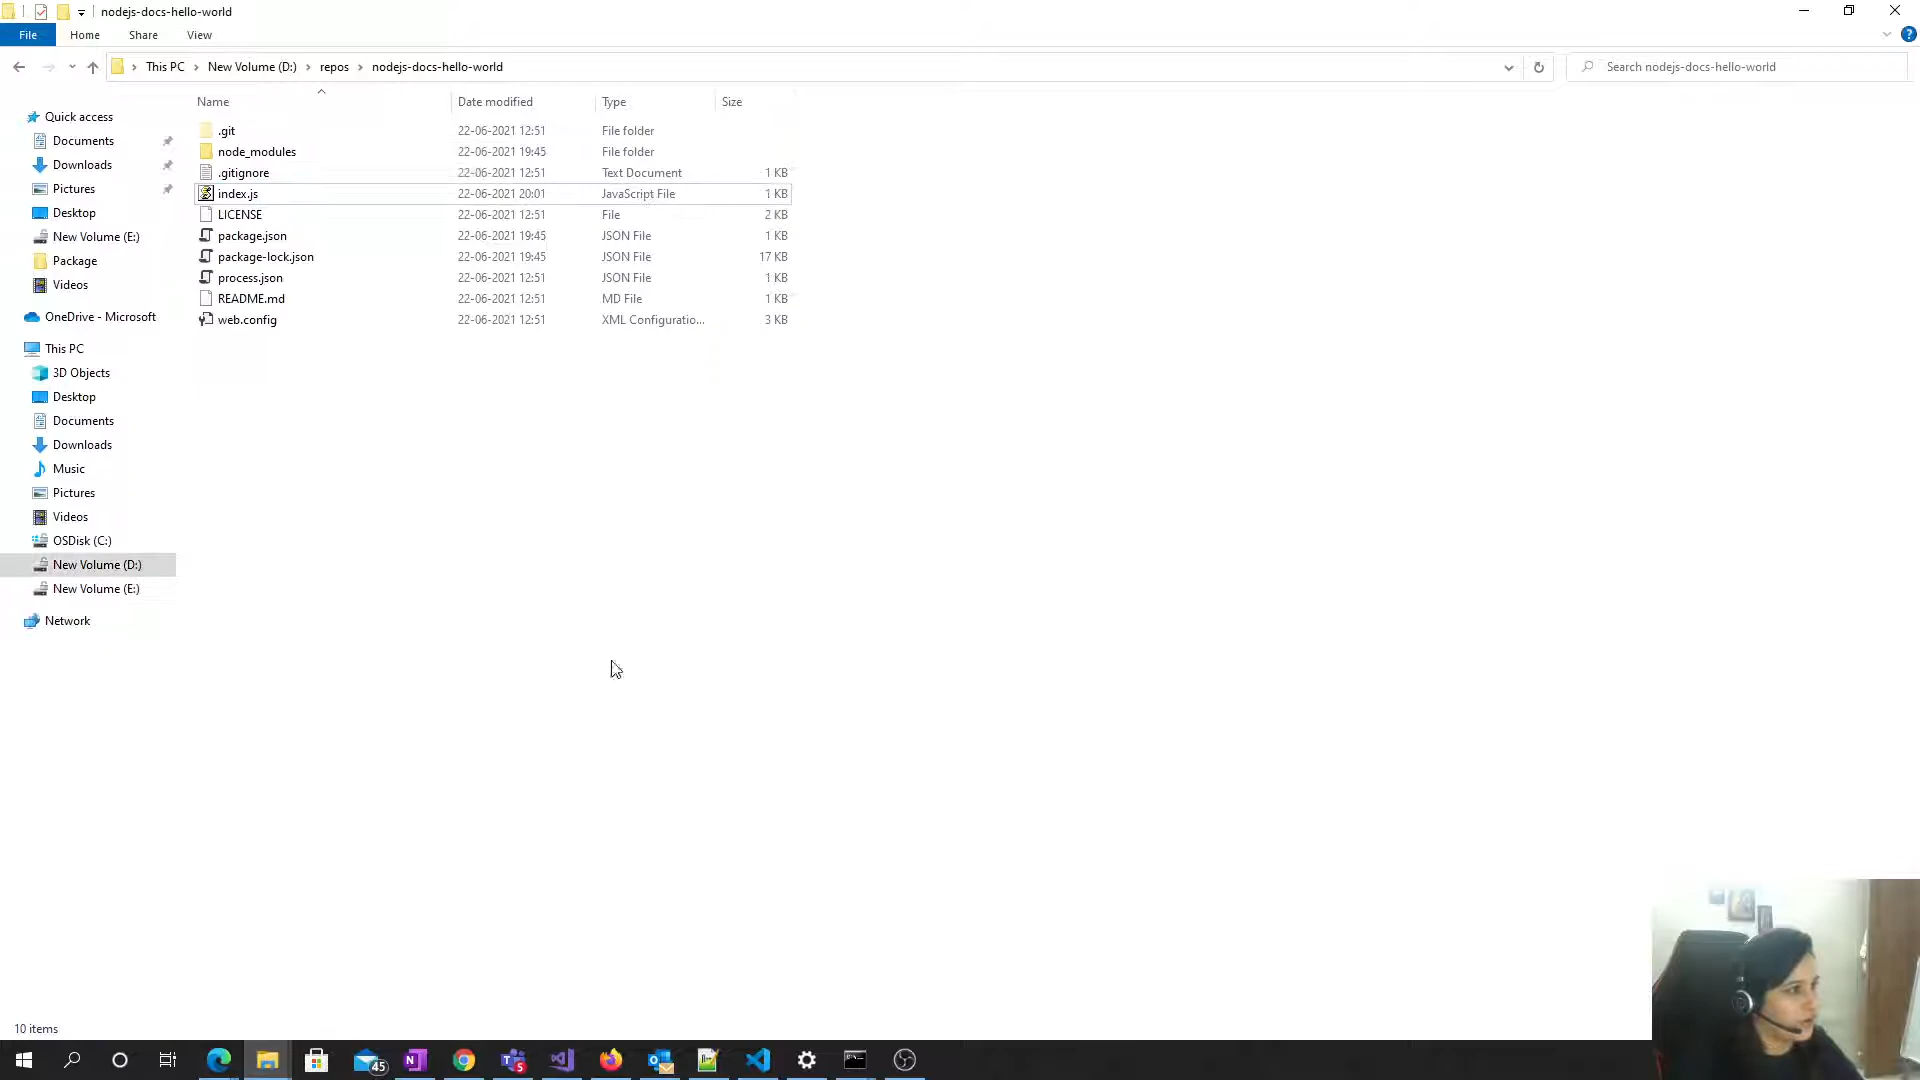 nodejs-docs-hello-world
File Home Share View
This PC New Volume (D:) repos nodejs-docs-hello-world Search nodejs-docs-hello-world
Name Date modified Type Size
.git 22-06-2021 12:51 File folder
node_modules 22-06-2021 19:45 File folder
.gitignore 22-06-2021 12:51 Text Document 1 KB
index.js 22-06-2021 20:01 JavaScript File 1 KB
LICENSE 22-06-2021 12:51 File 2 KB
package.json 22-06-2021 19:45 JSON File 1 KB
package-lock.json 22-06-2021 19:45 JSON File 17 KB
process.json 22-06-2021 12:51 JSON File 1 KB
README.md 22-06-2021 12:51 MD File 1 KB
web.config 22-06-2021 12:51 XML Configuratio... 3 KB
Quick access
Documents
Downloads
Pictures
Desktop
New Volume (E:)
Package
Videos
OneDrive - Microsoft
This PC
3D Objects
Desktop
Documents
Downloads
Music
Pictures
Videos
OSDisk (C:)
New Volume (D:)
New Volume (E:)
Network
10 items
45
5